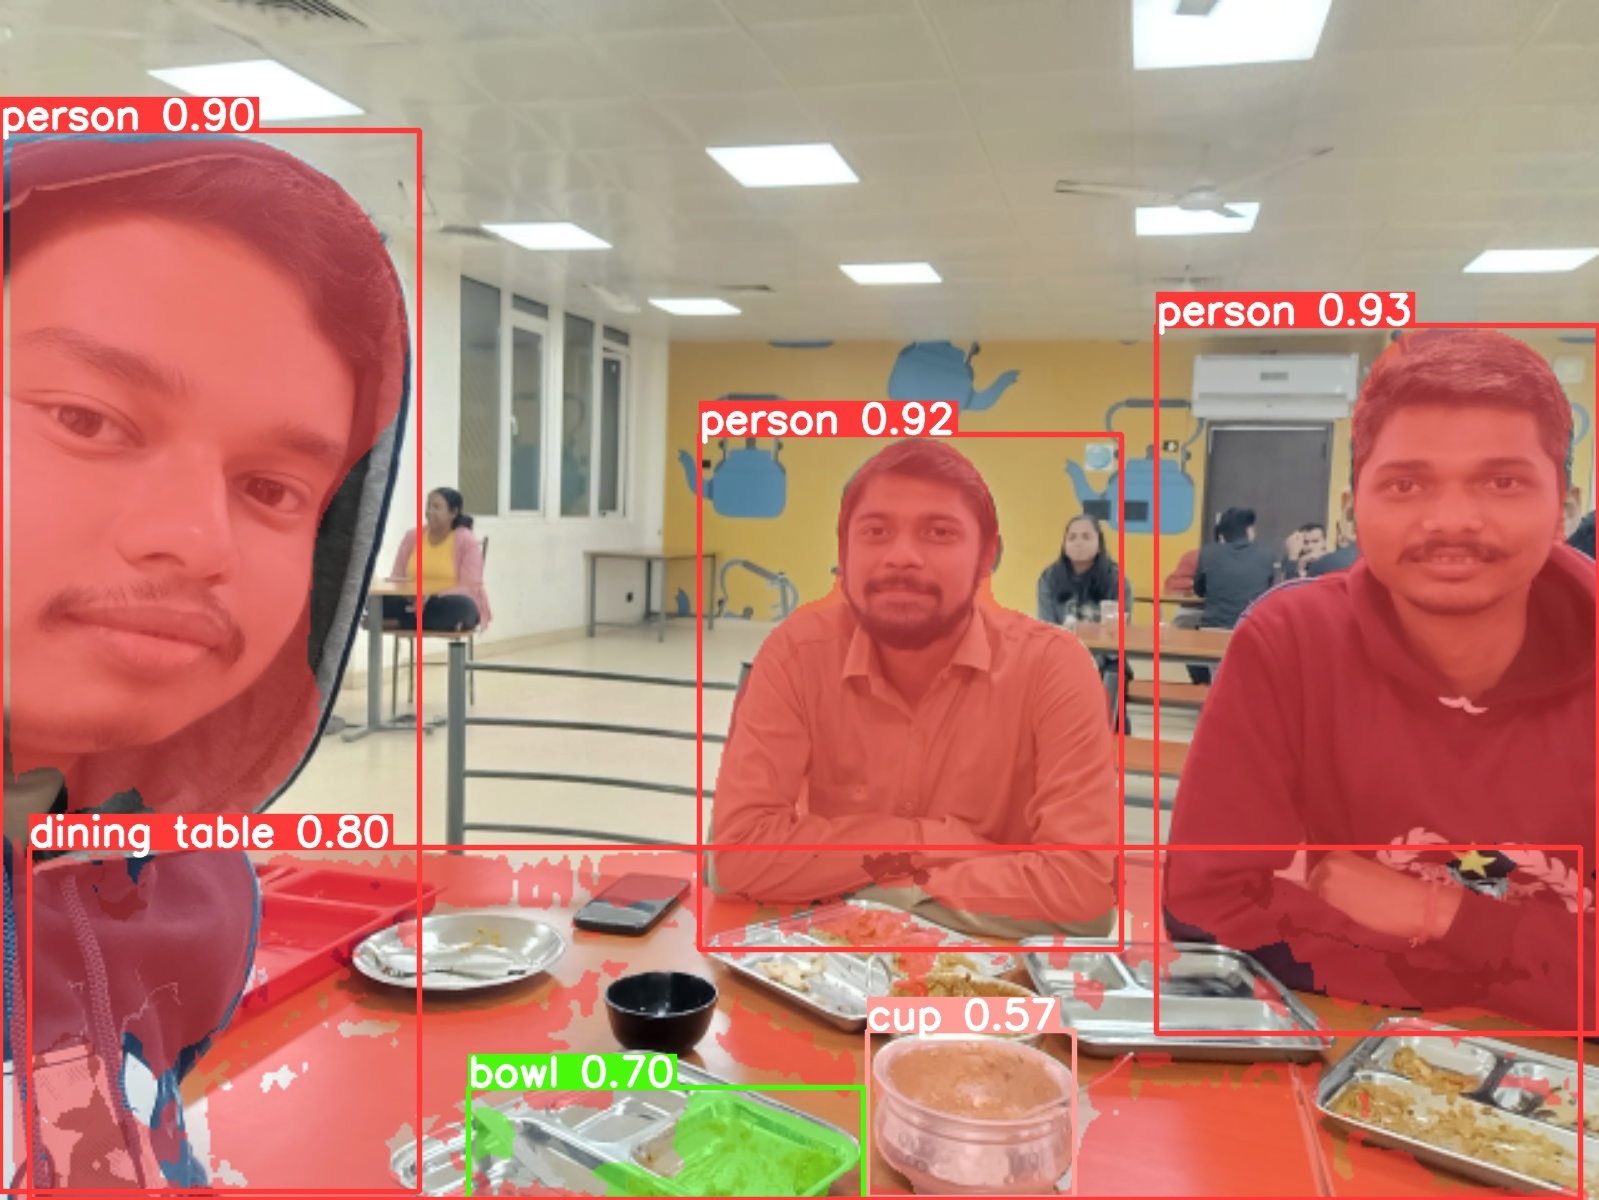 person 0.90
person 0.93
person 0.92
dining table 0.80
cup 0.57
bowl 0.70